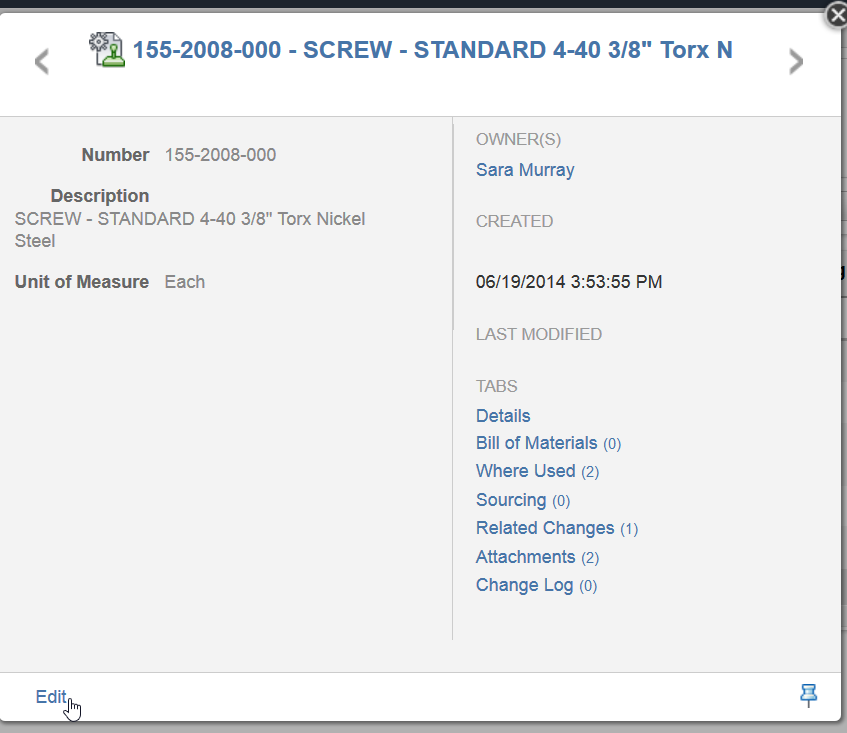 155-2008-000 - SCREW - STANDARD 4-40 3/8" Torx N
Number 155-2008-000
Description
SCREW - STANDARD 4-40 3/8" Torx Nickel
Steel
Unit of Measure Each
OWNER(S)
Sara Murray
CREATED
06/19/2014 3:53:55 PM
LAST MODIFIED
TABS
Details
Bill of Materials (0)
Where Used (2)
Sourcing (0)
Related Changes (1)
Attachments (2)
Change Log (0)
Edit